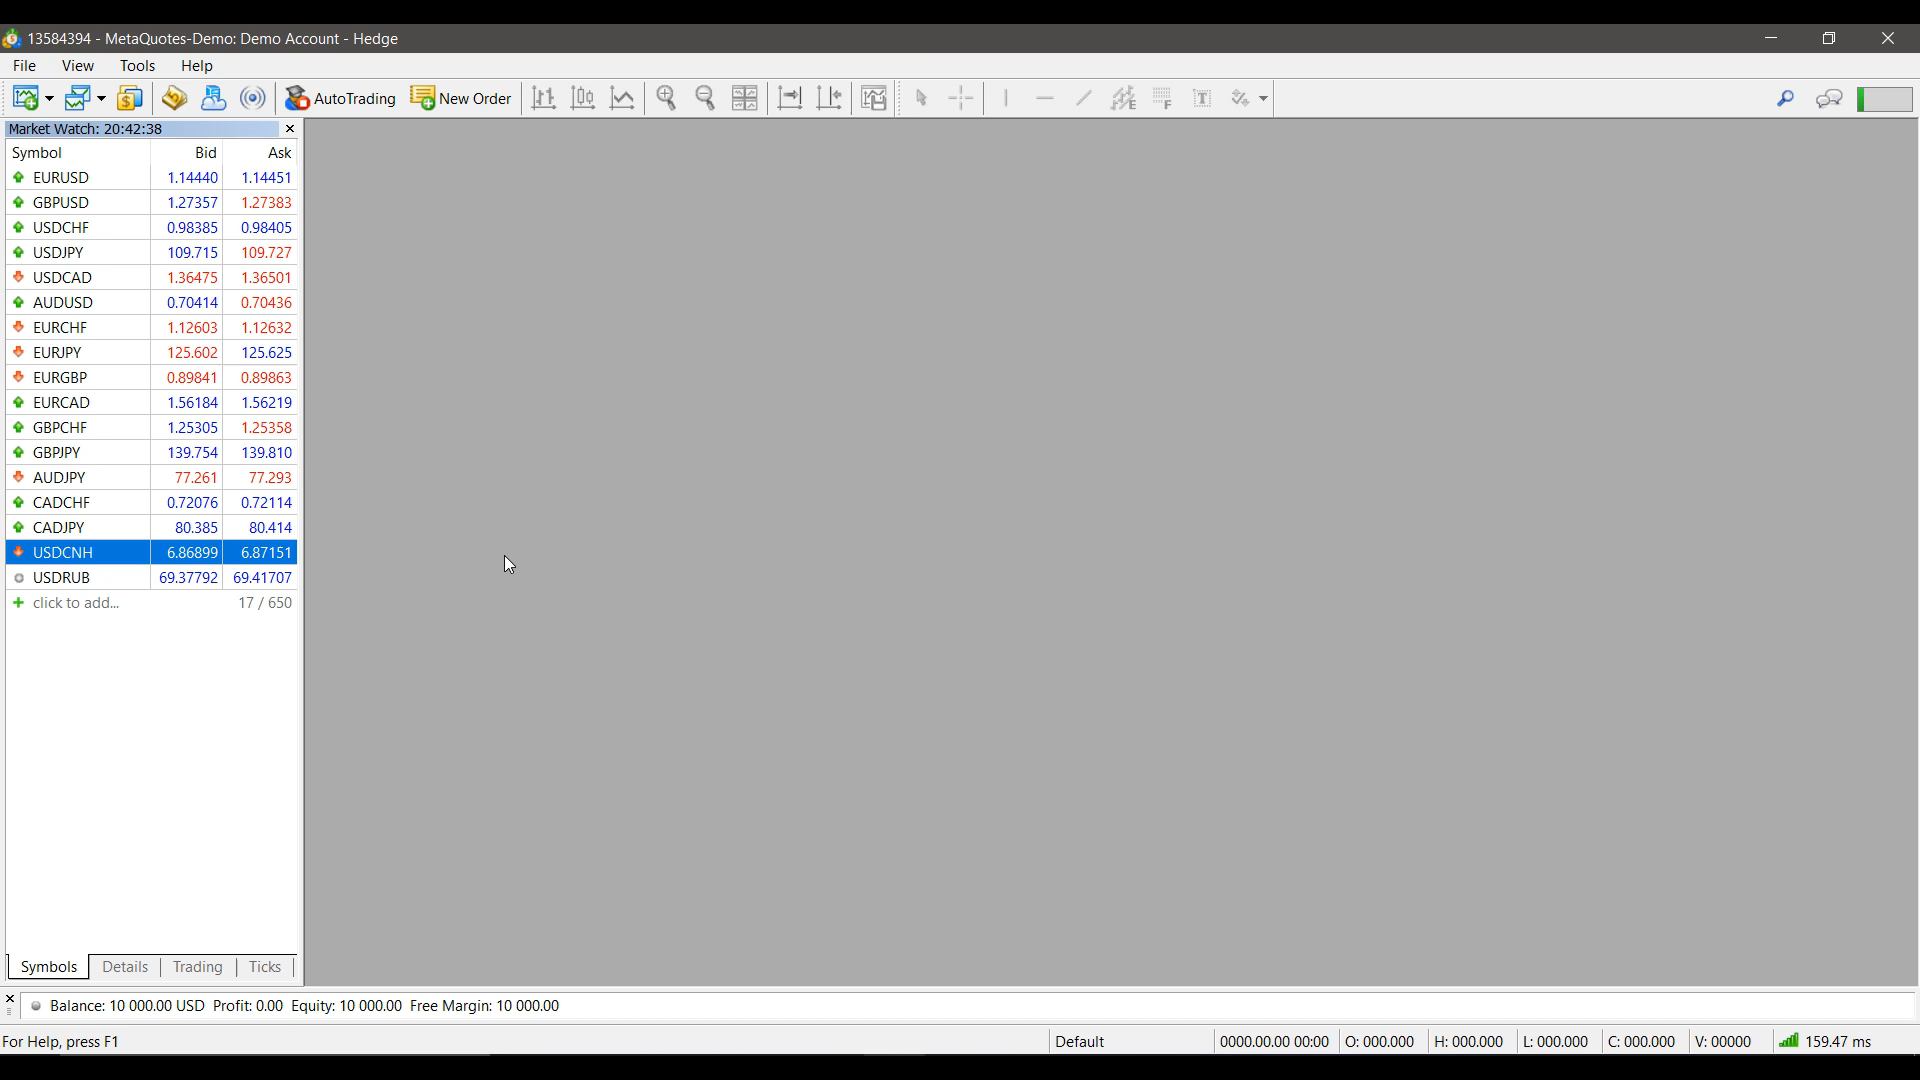 13584394 - MetaQuotes-Demo: Demo Account - Hedge
File View Tools Help
AutoTrading New Order
Market Watch: 20:42:38
Symbol Bid Ask
EURUSD 1.14440 1.14451
GBPUSD 1.27357 1.27383
USDCHF 0.98385 0.98405
USDJPY 109.715 109.727
USDCAD 1.36475 1.36501
AUDUSD 0.70414 0.70436
EURCHF 1.12603 1.12632
EURJPY 125.602 125.625
EURGBP 0.89841 0.89863
EURCAD 1.56184 1.56219
GBPCHF 1.25305 1.25358
GBPJPY 139.754 139.810
AUDJPY 77.261 77.293
CADCHF 0.72076 0.72114
CADJPY 80.385 80.414
USDCNH 6.86899 6.87151
USDRUB 69.37792 69.41707
click to add... 17 / 650
Symbols Details Trading Ticks
Balance: 10 000.00 USD Profit: 0.00 Equity: 10 000.00 Free Margin: 10 000.00
For Help, press F1 Default 0000.00.00 00:00 O: 000.000 H: 000.000 L: 000.000 C: 000.000 V: 00000 159.47 ms